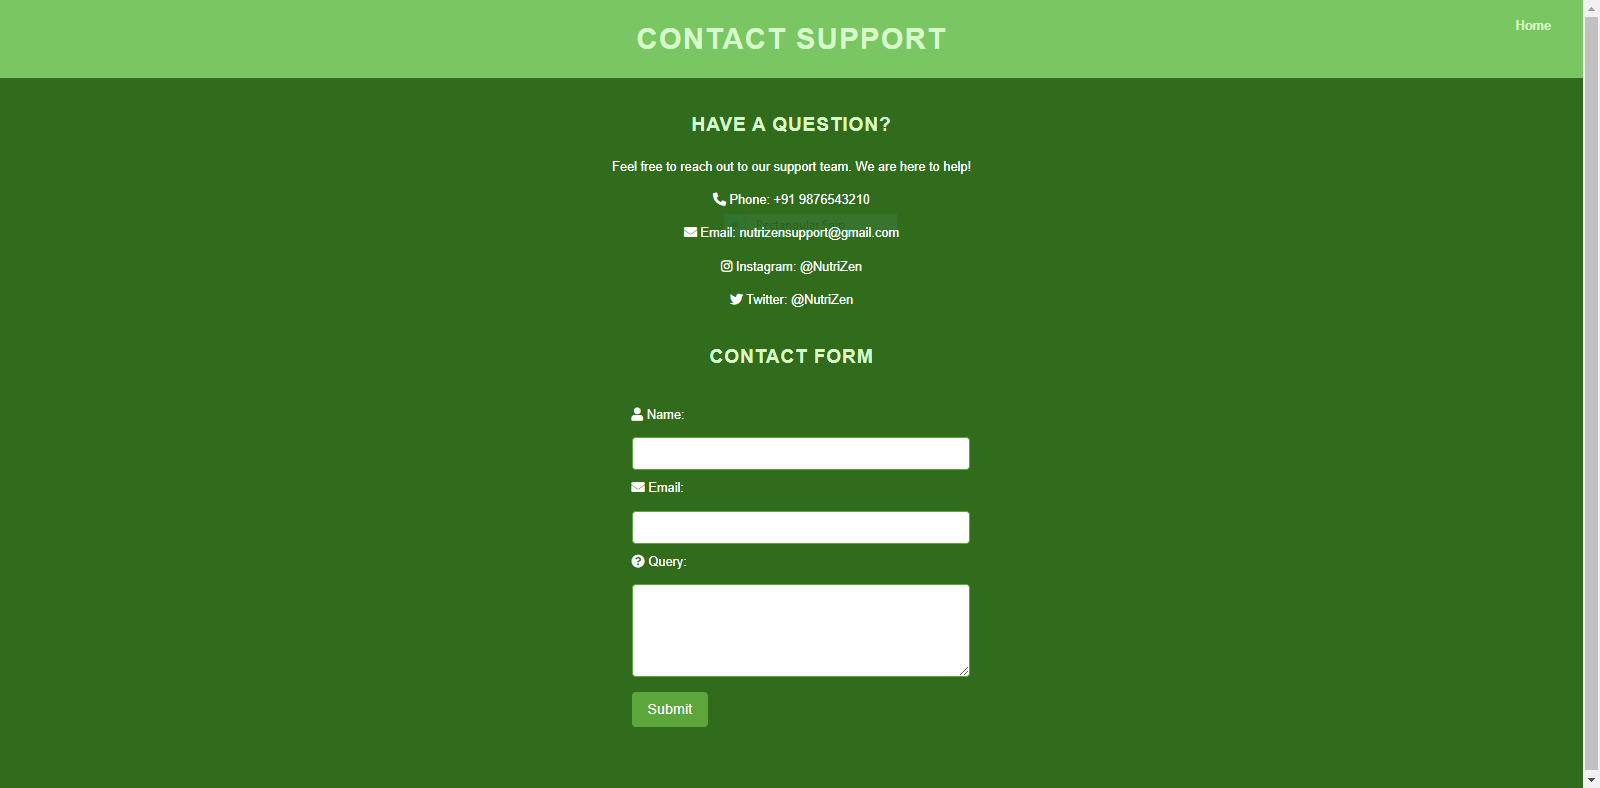 CONTACT SUPPORT
Home
HAVE A QUESTION?
Feel free to reach out to our support team. We are here to help!
Phone: +91 9876543210
Email: nutrizensupport@gmail.com
Instagram: @NutriZen
Twitter: @NutriZen
CONTACT FORM
Name:
Email:
Query:
Submit